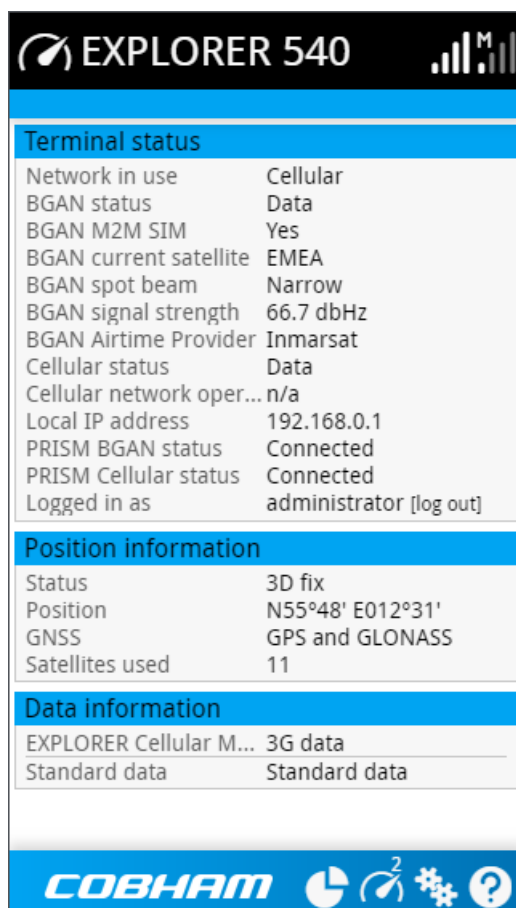 EXPLORER 540
M
Terminal status
Network in use Cellular
BGAN status Data
BGAN M2M SIM Yes
BGAN current satellite EMEA
BGAN spot beam Narrow
BGAN signal strength 66.7 dbHz
BGAN Airtime Provider Inmarsat
Cellular status Data
Cellular network oper... n/a
Local IP address 192.168.0.1
PRISM BGAN status Connected
PRISM Cellular status Connected
Logged in as administrator [log out]
Position information
Status 3D fix
Position N55°48' E012°31'
GNSS GPS and GLONASS
Satellites used 11
Data information
EXPLORER Cellular M... 3G data
Standard data Standard data
COBHAM 2 ?